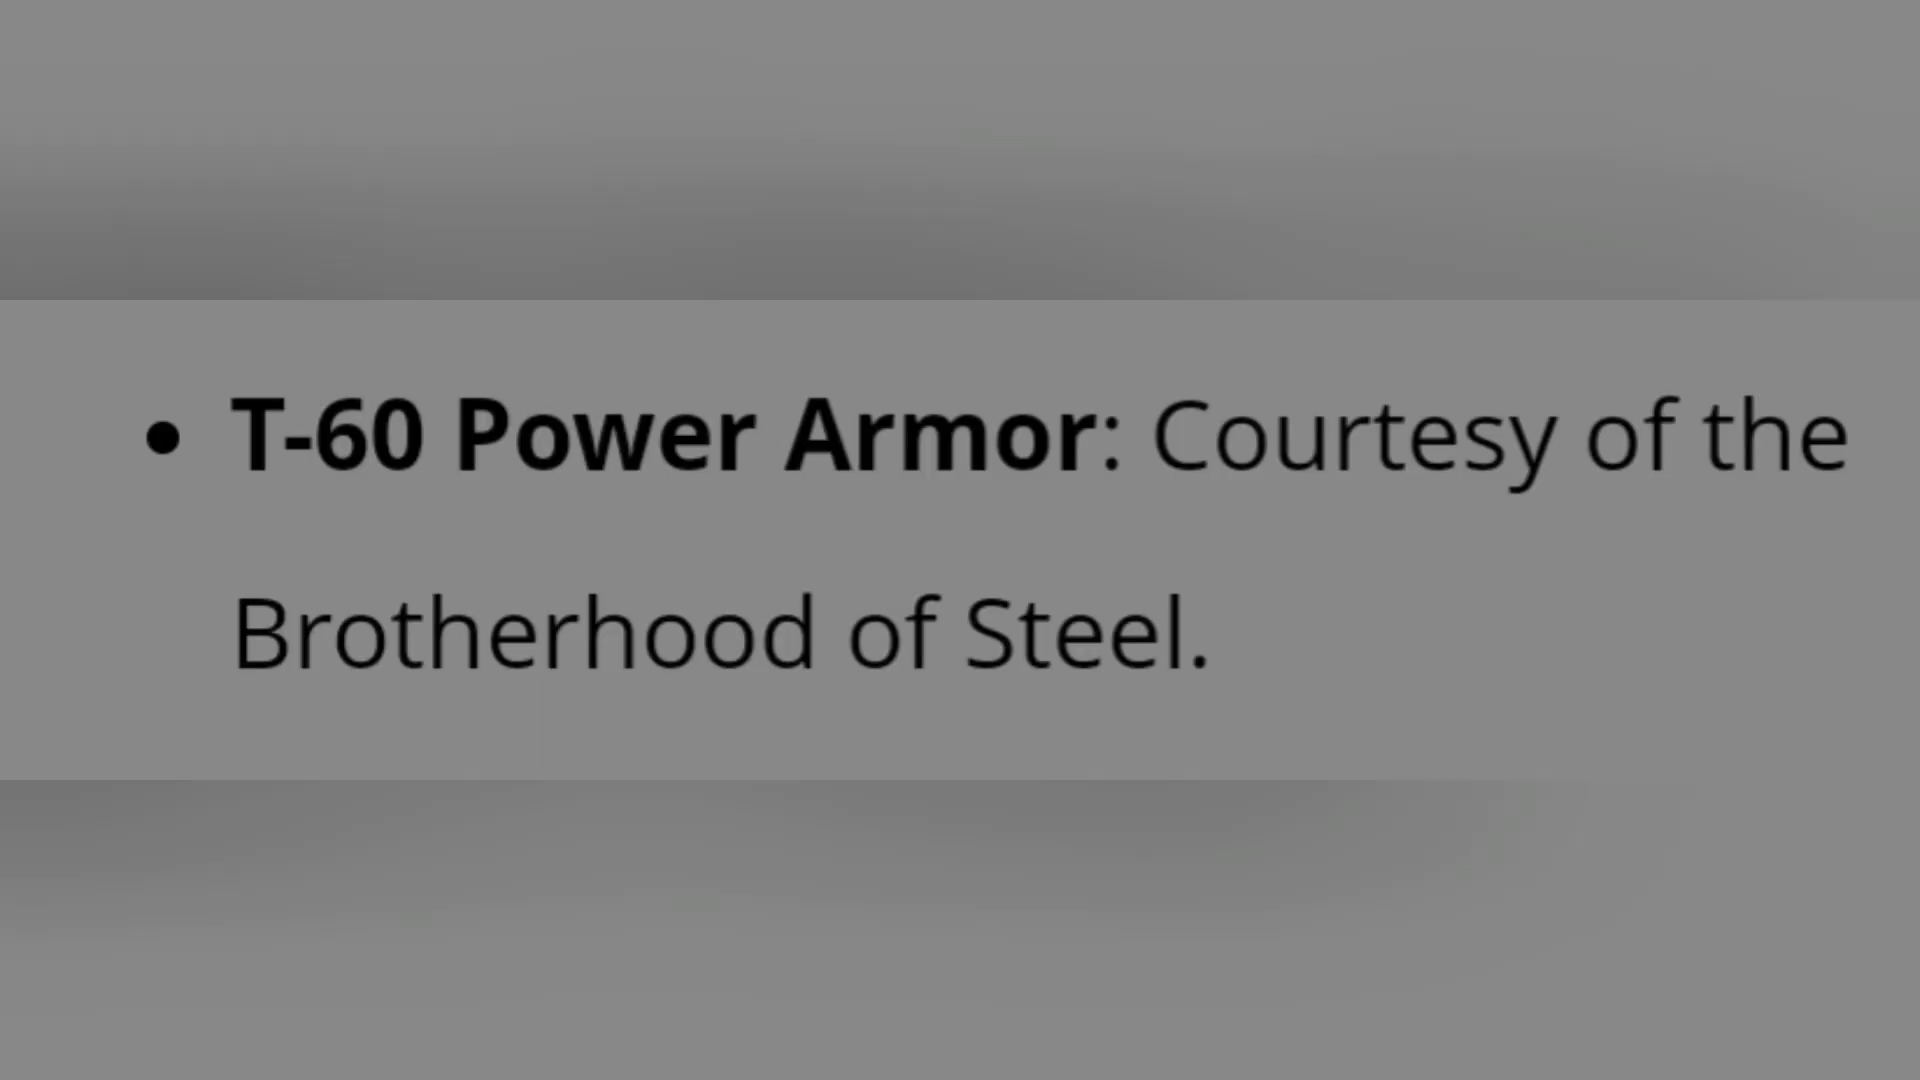 • T-60 Power Armor: Courtesy of the
Brotherhood of Steel.